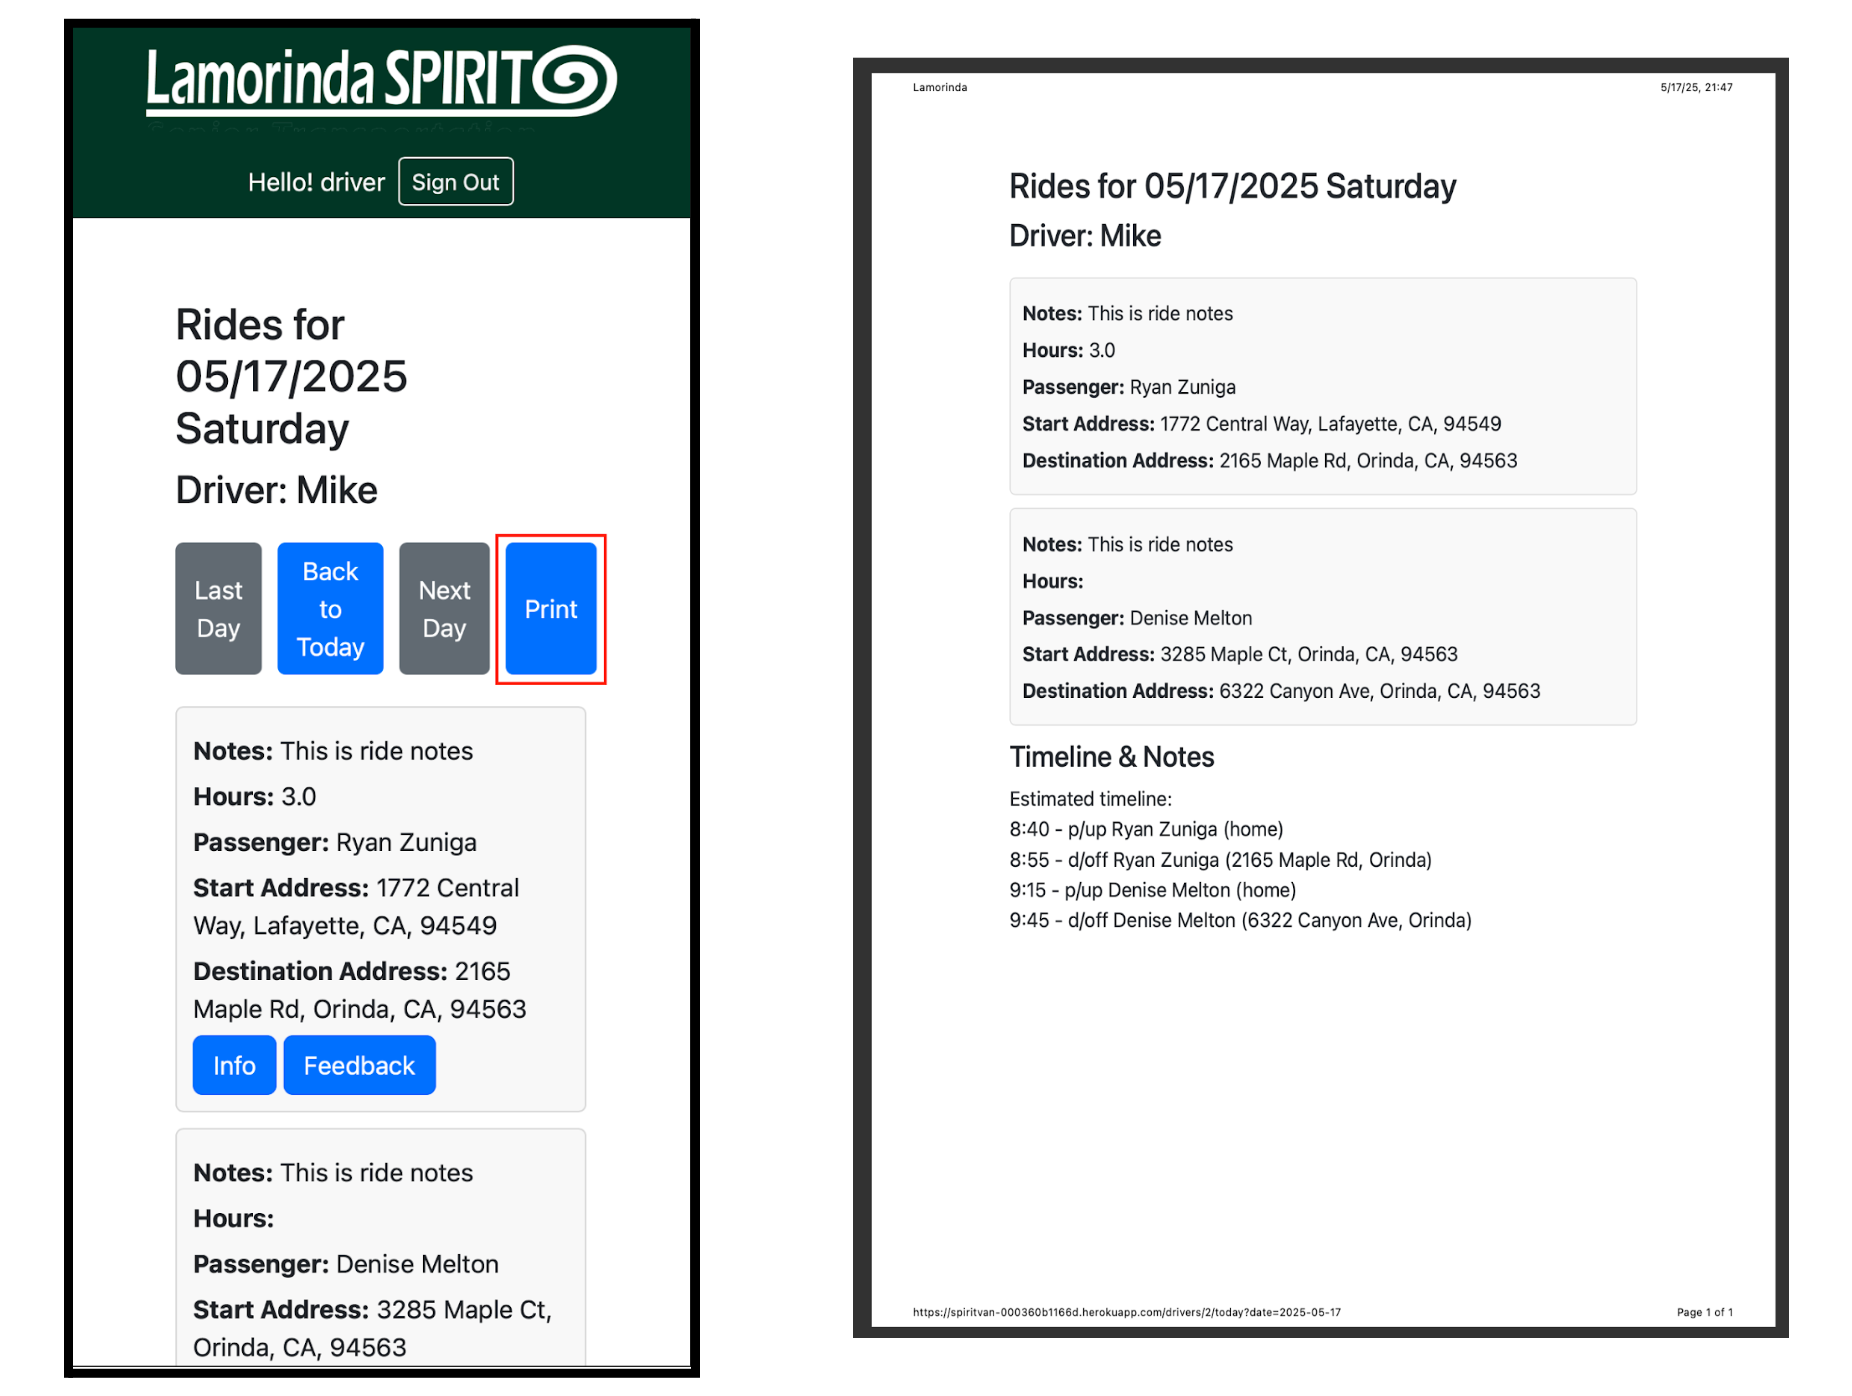 Lamorinda SPIRIT
Senior Transportation
Hello! driver
Sign Out
Rides for
05/17/2025
Saturday
Driver: Mike
Last
Day
Back
to
Today
Next
Day
Print
Notes: This is ride notes
Hours: 3.0
Passenger: Ryan Zuniga
Start Address: 1772 Central
Way, Lafayette, CA, 94549
Destination Address: 2165
Maple Rd, Orinda, CA, 94563
Info
Feedback
Notes: This is ride notes
Hours:
Passenger: Denise Melton
Start Address: 3285 Maple Ct,
Orinda, CA, 94563
Lamorinda
5/17/25, 21:47
Rides for 05/17/2025 Saturday
Driver: Mike
Notes: This is ride notes
Hours: 3.0
Passenger: Ryan Zuniga
Start Address: 1772 Central Way, Lafayette, CA, 94549
Destination Address: 2165 Maple Rd, Orinda, CA, 94563
Notes: This is ride notes
Hours:
Passenger: Denise Melton
Start Address: 3285 Maple Ct, Orinda, CA, 94563
Destination Address: 6322 Canyon Ave, Orinda, CA, 94563
Timeline & Notes
Estimated timeline:
8:40 - p/up Ryan Zuniga (home)
8:55 - d/off Ryan Zuniga (2165 Maple Rd, Orinda)
9:15 - p/up Denise Melton (home)
9:45 - d/off Denise Melton (6322 Canyon Ave, Orinda)
https://spiritvan-000360b1166d.herokuapp.com/drivers/2/today?date=2025-05-17
Page 1 of 1